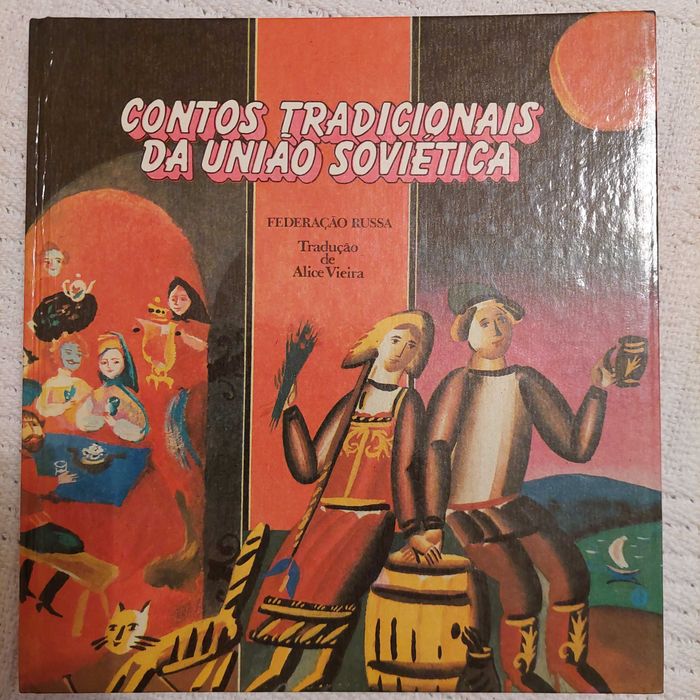 CONTOS TRADICIONAIS
DA UNIÃO SOVIÉTICA
FEDERAÇÃO RUSSA
Tradução
de
Alice Vieira